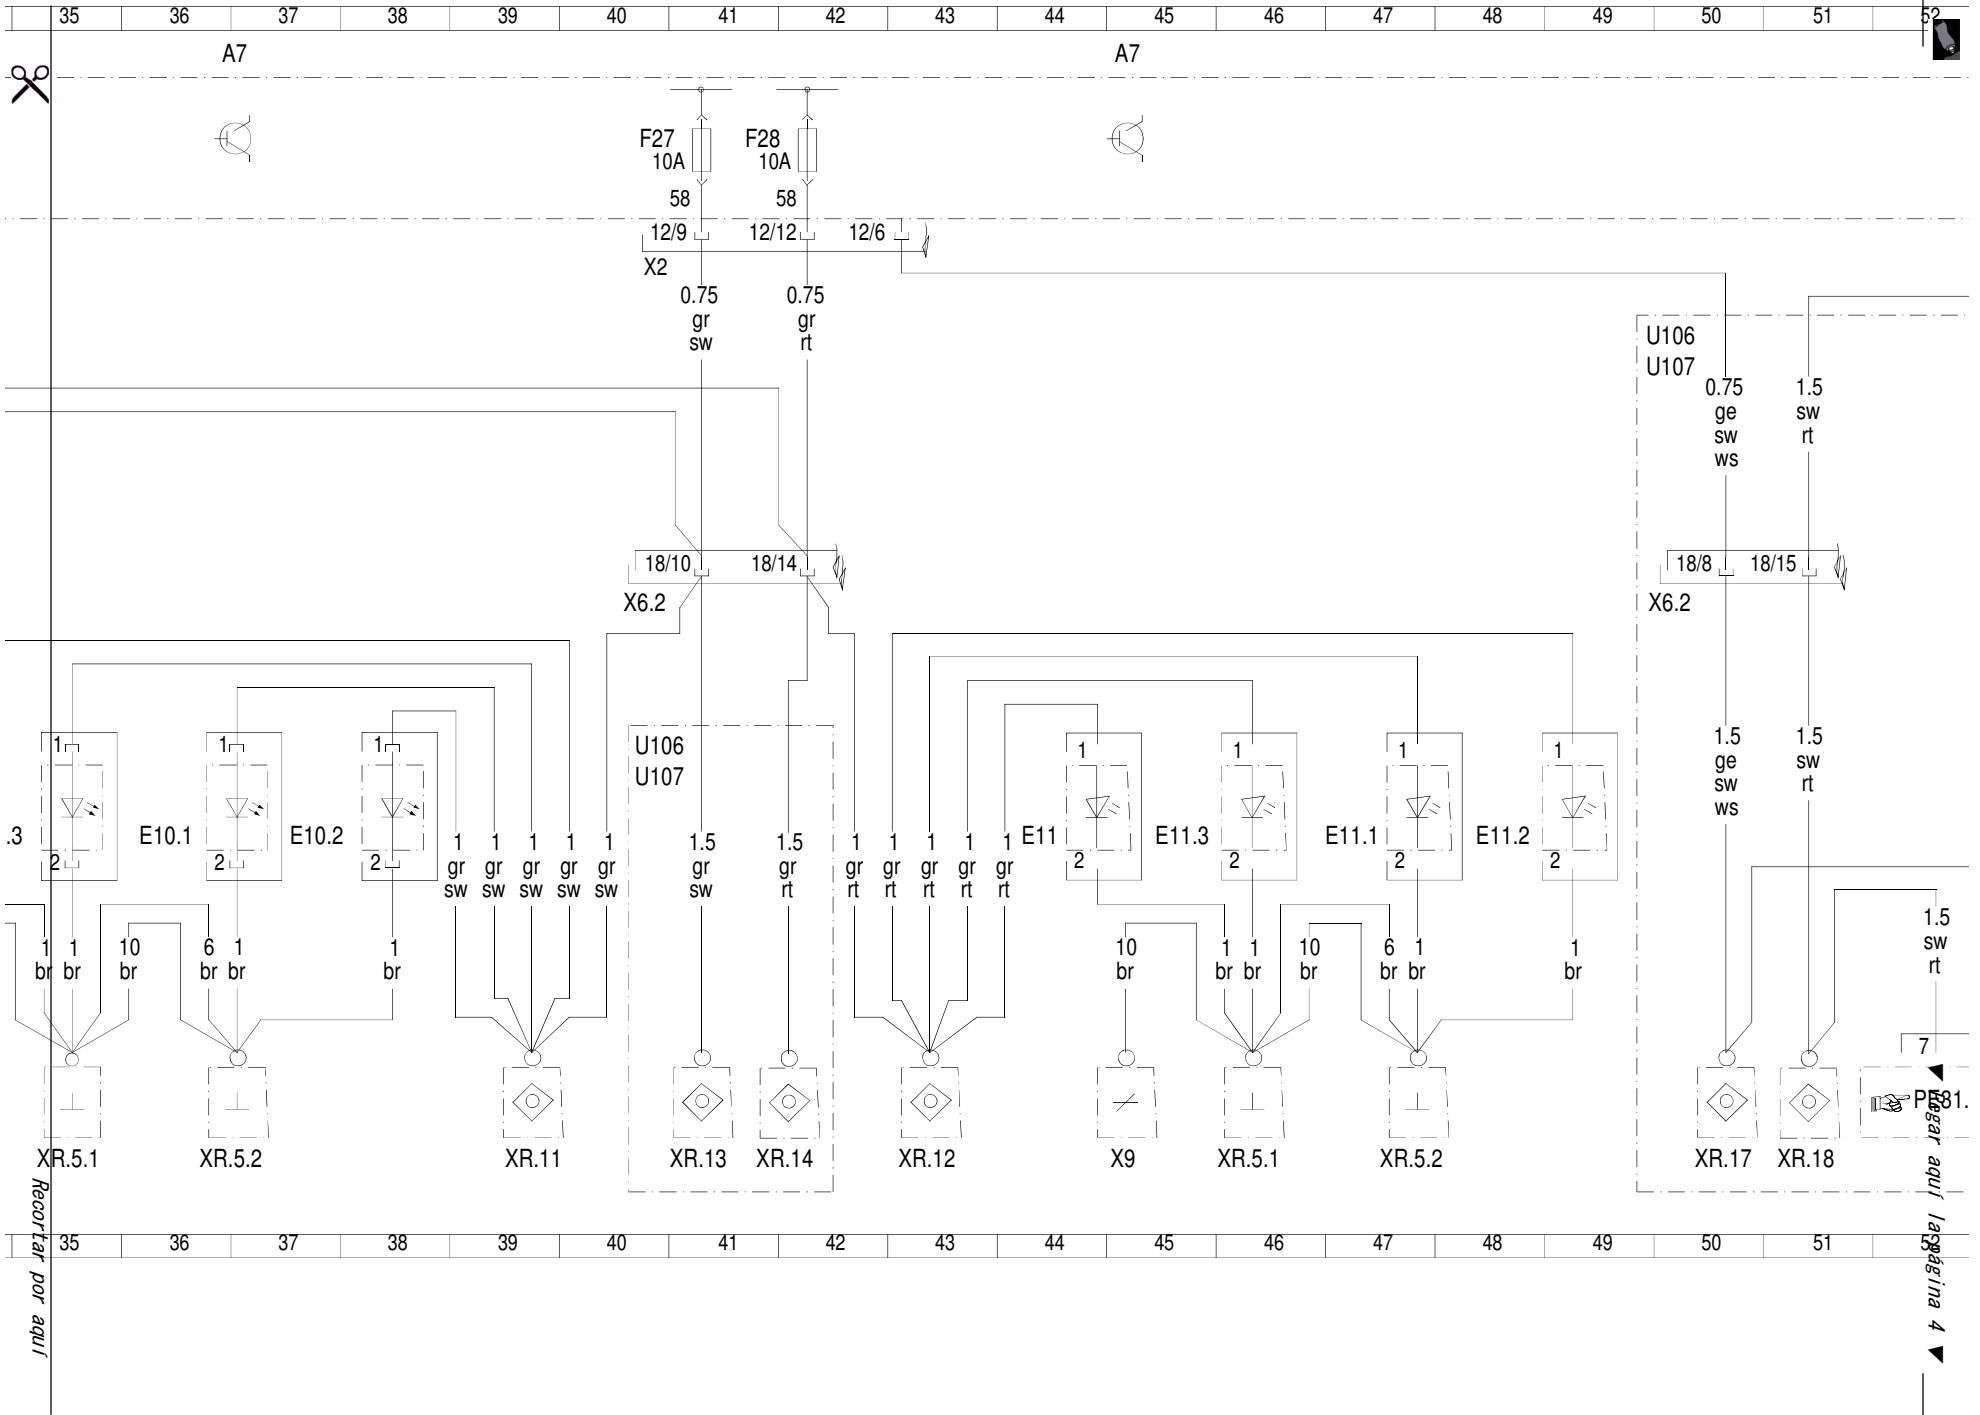 35 36 37 38 39 40 41 42 43 44 45 46 47 48 49 50 51 52
A7 A7
F27 F28
10A 10A
58 58
12/9 12/12 12/6
X2
0.75 0.75
gr gr
sw rt
U106
U107
0.75 1.5
ge sw
sw rt
ws
18/10 18/14 18/8 18/15
X6.2 X6.2
1 1 1 U106 1 1 1 1 1.5 1.5
U107 ge sw
sw rt
ws
.3 E10.1 E10.2 1 1 1 1 1 1.5 1.5 1 1 1 1 1 E11 E11.3 E11.1 E11.2
2 2 2 gr gr gr gr gr gr gr gr gr gr gr gr 2 2 2 2
sw sw sw sw sw sw rt rt rt rt rt rt
1.5
sw
rt
1 1 10 6 1 1 10 1 1 10 6 1 1
br br br br br br br br br br br br br
7
PE81.
XR.5.1 XR.5.2 XR.11 XR.13 XR.14 XR.12 X9 XR.5.1 XR.5.2 XR.17 XR.18
35 36 37 38 39 40 41 42 43 44 45 46 47 48 49 50 51 52
Recortar por aquí
Pegar aquí la página 4